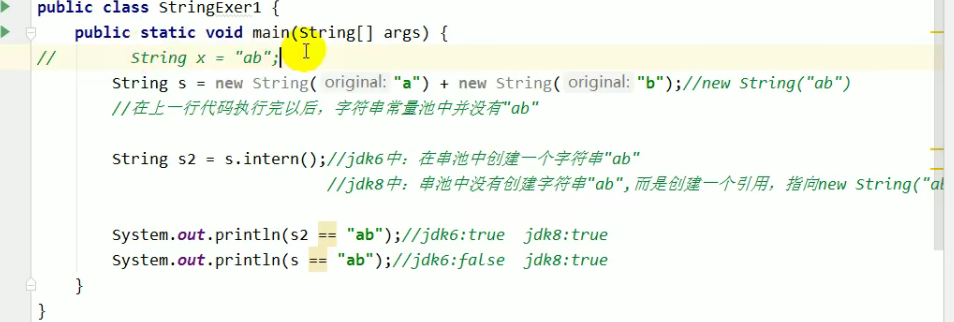 public class StringExer1 {
public static void main(String[] args) {
// String x = "ab";
String s = new String( original: "a") + new String( original: "b");//new String("ab")
//在上一行代码执行完以后，字符串常量池中并没有"ab"
String s2 = s.intern();//jdk6中：在串池中创建一个字符串"ab"
//jdk8中：串池中没有创建字符串"ab",而是创建一个引用，指向new String("ab
System.out.println(s2 == "ab");//jdk6:true jdk8:true
System.out.println(s == "ab");//jdk6:false jdk8:true
}
}